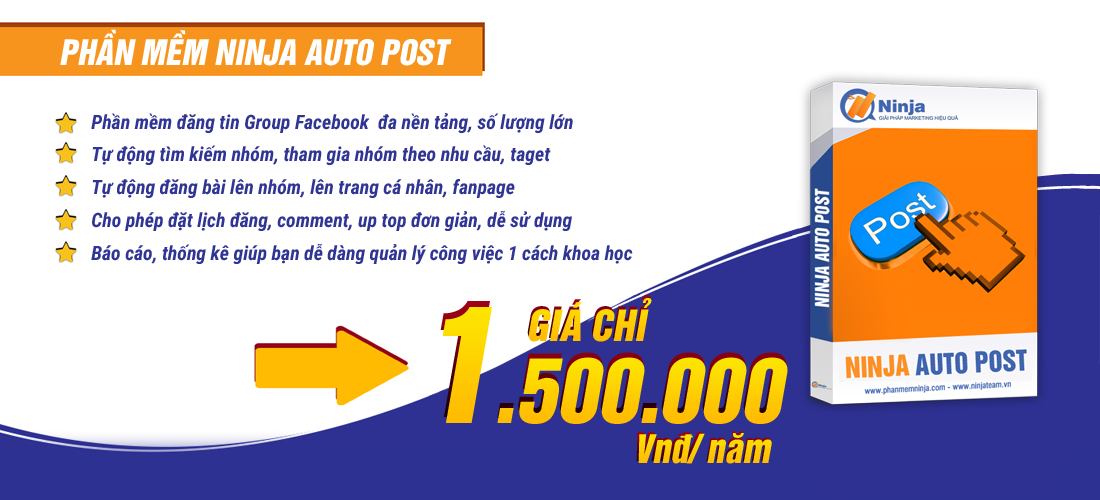 PHẦN MỀM NINJA AUTO POST
Phần mềm đăng tin Group Facebook đa nền tảng, số lượng lớn
Tự động tìm kiếm nhóm, tham gia nhóm theo nhu cầu, taget
Tự động đăng bài lên nhóm, lên trang cá nhân, fanpage
Cho phép đặt lịch đăng, comment, up top đơn giản, dễ sử dụng
Báo cáo, thống kê giúp bạn dễ dàng quản lý công việc 1 cách khoa học
GIÁ CHỈ
1.500.000
Vnđ/ năm
Ninja
GIẢI PHÁP MARKETING HIỆU QUẢ
Post
NINJA AUTO POST
NINJA AUTO POST
www.phanmemninja.com - www.ninjateam.vn